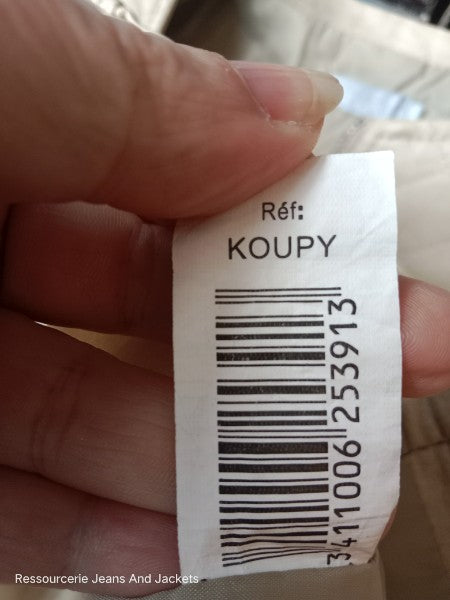 Réf:
KOUPY
3411006253913
Ressourcerie Jeans And Jackets